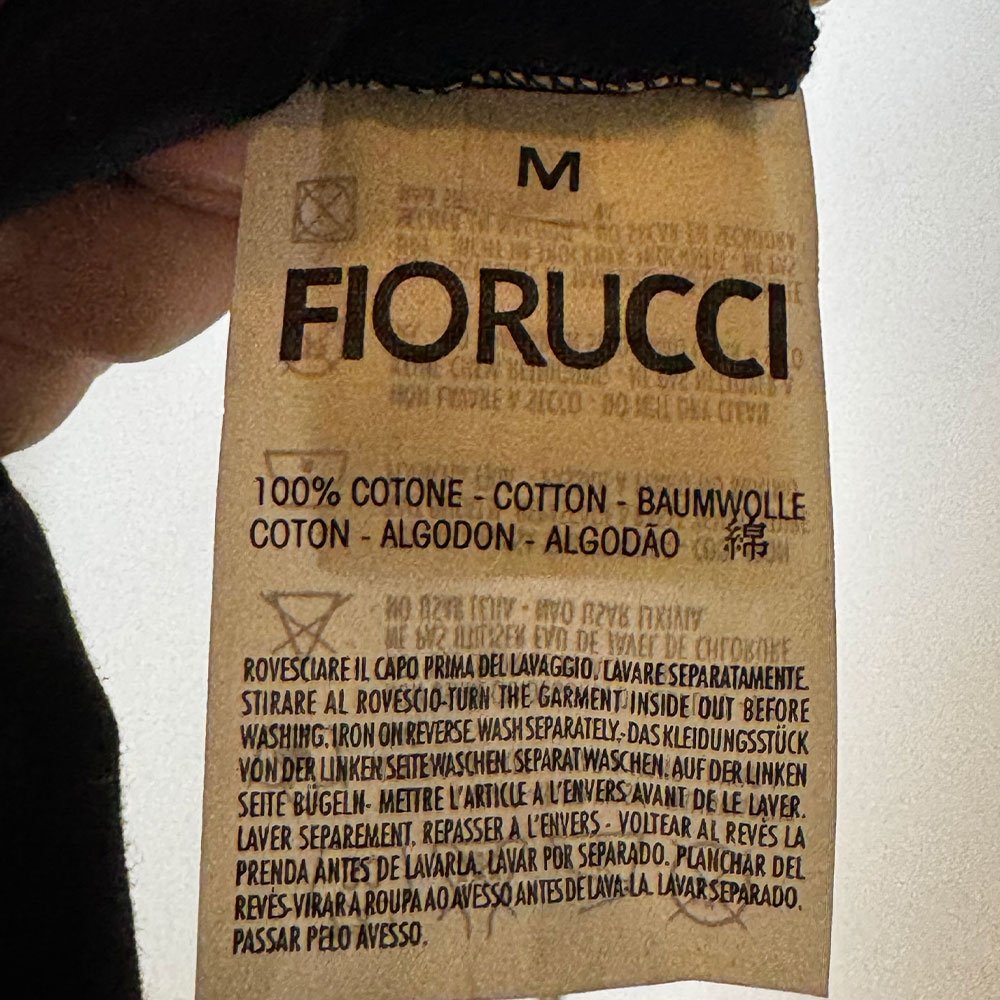 M
FIORUCCI
100% COTONE - COTTON - BAUMWOLLE
COTON - ALGODON - ALGODÃO 綿
ROVESCIARE IL CAPO PRIMA DEL LAVAGGIO. LAVARE SEPARATAMENTE.
STIRARE AL ROVESCIO-TURN THE GARMENT INSIDE OUT BEFORE
WASHING. IRON ON REVERSE. WASH SEPARATELY.-DAS KLEIDUNGSSTÜCK
VON DER LINKEN SEITE WASCHEN. SEPARAT WASCHEN. AUF DER LINKEN
SEITE BÜGELN- METTRE L'ARTICLE A L'ENVERS AVANT DE LE LAVER.
LAVER SEPAREMENT, REPASSER A L'ENVERS - VOLTEAR AL REVÉS LA
PRENDA ANTES DE LAVARLA. LAVAR POR SEPARADO. PLANCHAR DEL
REVÉS-VIRAR A ROUPA AO AVESSO ANTES DE LAVA-LA. LAVAR SEPARADO.
PASSAR PELO AVESSO.